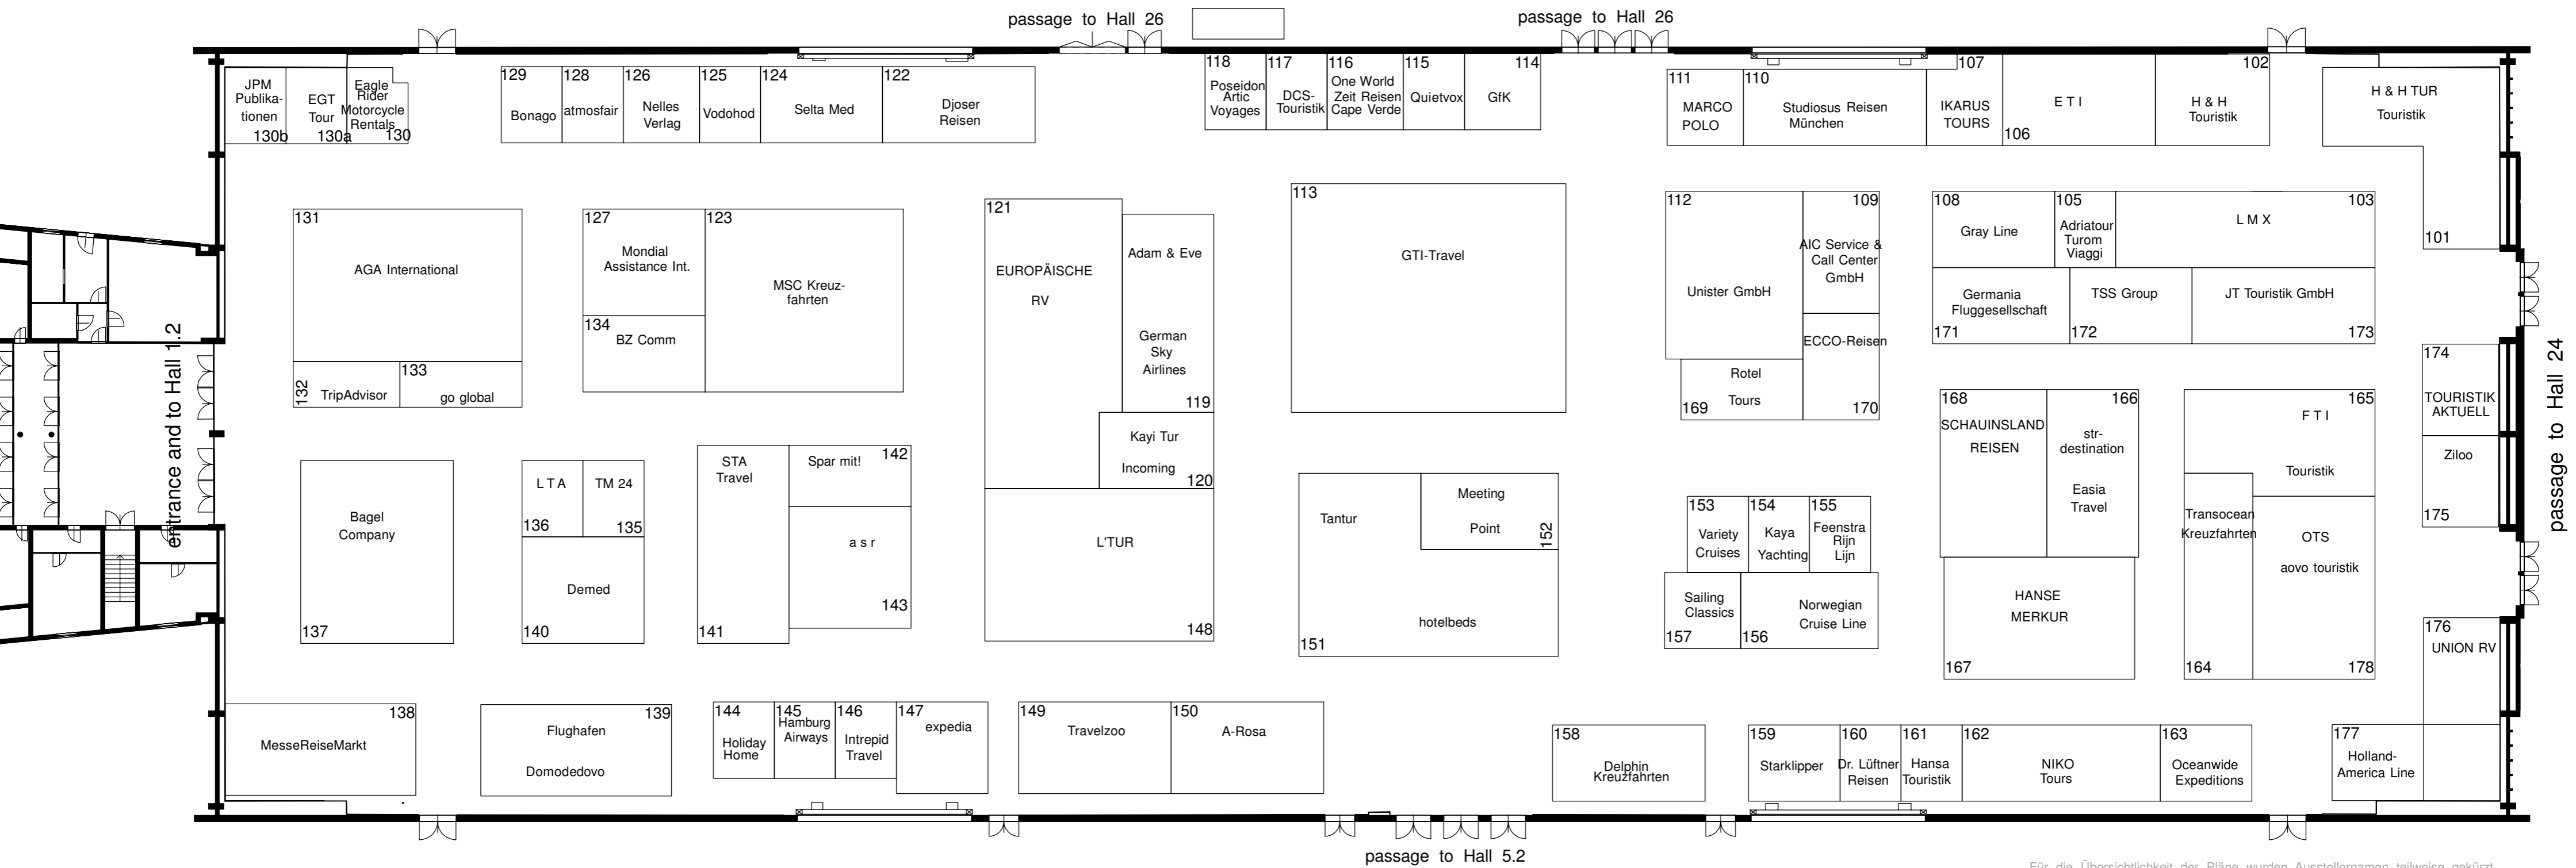 passage to Hall 26
passage to Hall 26
130b
JPM
Publika-
tionen
130a
EGT
Tour
130
Eagle
Rider
Motorcycle
Rentals
129
Bonago
128
atmosfair
126
Nelles
Verlag
125
Vodohod
124
Selta Med
122
Djoser
Reisen
118
Poseidon
Artic
Voyages
117
DCS-
Touristik
116
One World
Zeit Reisen
Cape Verde
115
Quietvox
114
GfK
111
MARCO
POLO
110
Studiosus Reisen
München
107
IKARUS
TOURS
E T I
106
102
H & H
Touristik
H & H TUR
Touristik
101
131
AGA International
132
TripAdvisor
133
go global
127
Mondial
Assistance Int.
134
BZ Comm
123
MSC Kreuz-
fahrten
121
EUROPÄISCHE
RV
Adam & Eve
German
Sky
Airlines
119
Kayi Tur
Incoming
120
113
GTI-Travel
112
Unister GmbH
109
AIC Service &
Call Center
GmbH
ECCO-Reisen
170
Rotel
Tours
169
108
Gray Line
105
Adriatour
Turom
Viaggi
103
L M X
Germania
Fluggesellschaft
171
TSS Group
172
JT Touristik GmbH
173
174
TOURISTIK
AKTUELL
Ziloo
175
entrance and to Hall 1.2
passage to Hall 24
Bagel
Company
137
L T A
136
TM 24
135
Demed
140
STA
Travel
141
142
Spar mit!
a s r
143
L'TUR
148
Tantur
Meeting
Point
152
hotelbeds
151
153
Variety
Cruises
154
Kaya
Yachting
155
Feenstra
Rijn
Lijn
Sailing
Classics
157
Norwegian
Cruise Line
156
168
SCHAUINSLAND
REISEN
166
str-
destination
Easia
Travel
HANSE
MERKUR
167
165
F T I
Touristik
Transocean
Kreuzfahrten
164
OTS
aovo touristik
178
176
UNION RV
177
Holland-
America Line
138
MesseReiseMarkt
139
Flughafen
Domodedovo
144
Holiday
Home
145
Hamburg
Airways
146
Intrepid
Travel
147
expedia
149
Travelzoo
150
A-Rosa
158
Delphin
Kreuzfahrten
159
Starklipper
160
Dr. Lüftner
Reisen
161
Hansa
Touristik
162
NIKO
Tours
163
Oceanwide
Expeditions
passage to Hall 5.2
Für die Übersichtlichkeit der Pläne wurden Ausstellernamen teilweise gekürzt